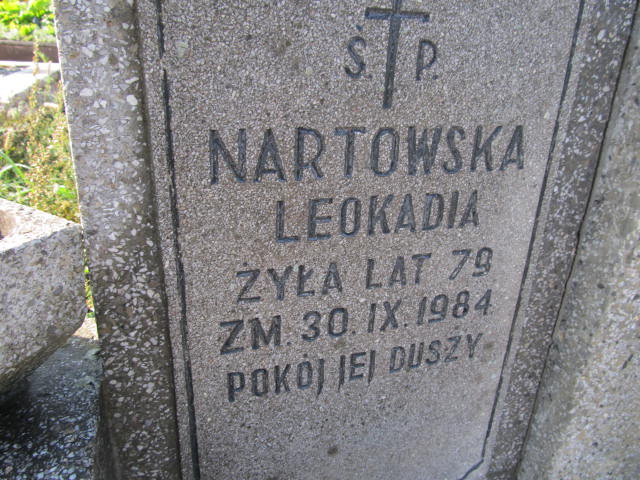 Ś. P.
NARTOWSKA
LEOKADIA
ŻYŁA LAT 79
ZM. 30. IX. 1984
POKÓJ JEJ DUSZY